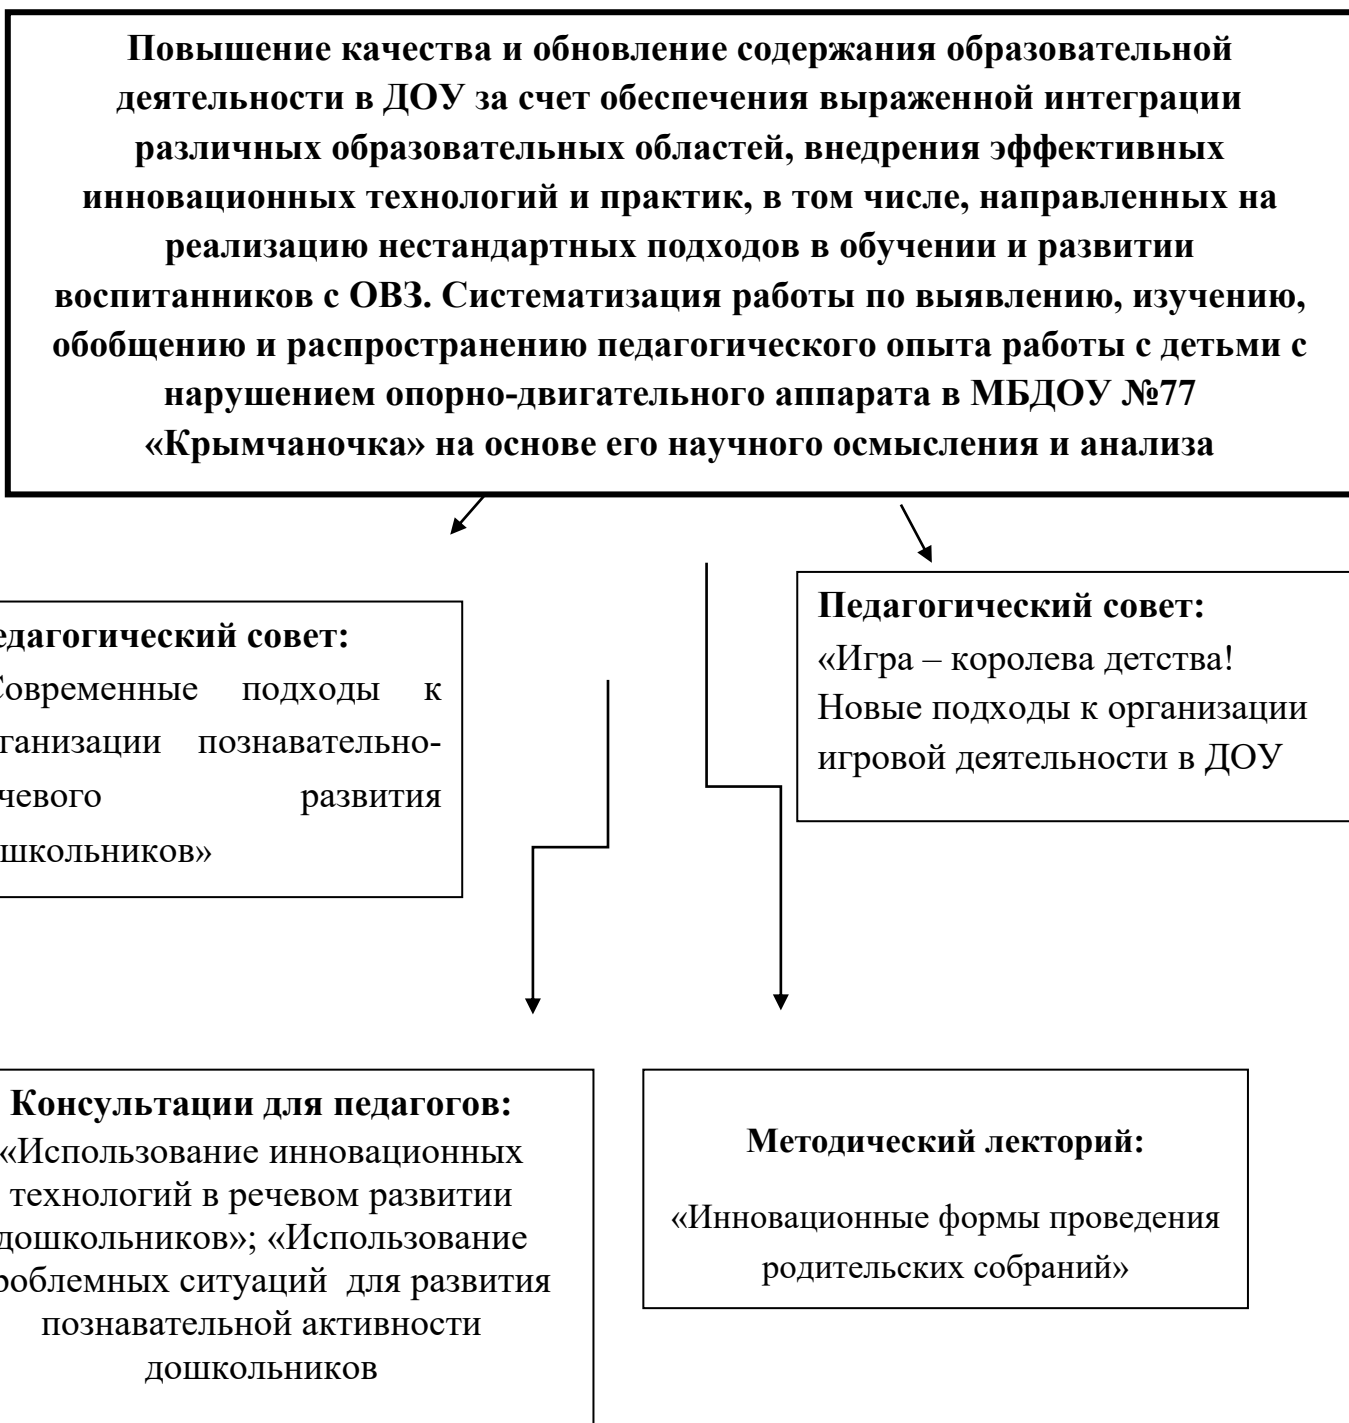 Повышение качества и обновление содержания образовательной
деятельности в ДОУ за счет обеспечения выраженной интеграции
различных образовательных областей, внедрения эффективных
инновационных технологий и практик, в том числе, направленных на
реализацию нестандартных подходов в обучении и развитии
воспитанников с ОВЗ. Систематизация работы по выявлению, изучению,
обобщению и распространению педагогического опыта работы с детьми с
нарушением опорно-двигательного аппарата в МБДОУ №77
«Крымчаночка» на основе его научного осмысления и анализа
едагогический совет:
Современные подходы к
ганизации познавательно-
чевого развития
школьников»
Педагогический совет:
«Игра – королева детства!
Новые подходы к организации
игровой деятельности в ДОУ
Консультации для педагогов:
«Использование инновационных
технологий в речевом развитии
дошкольников»; «Использование
роблемных ситуаций для развития
познавательной активности
дошкольников
Методический лекторий:
«Инновационные формы проведения
родительских собраний»